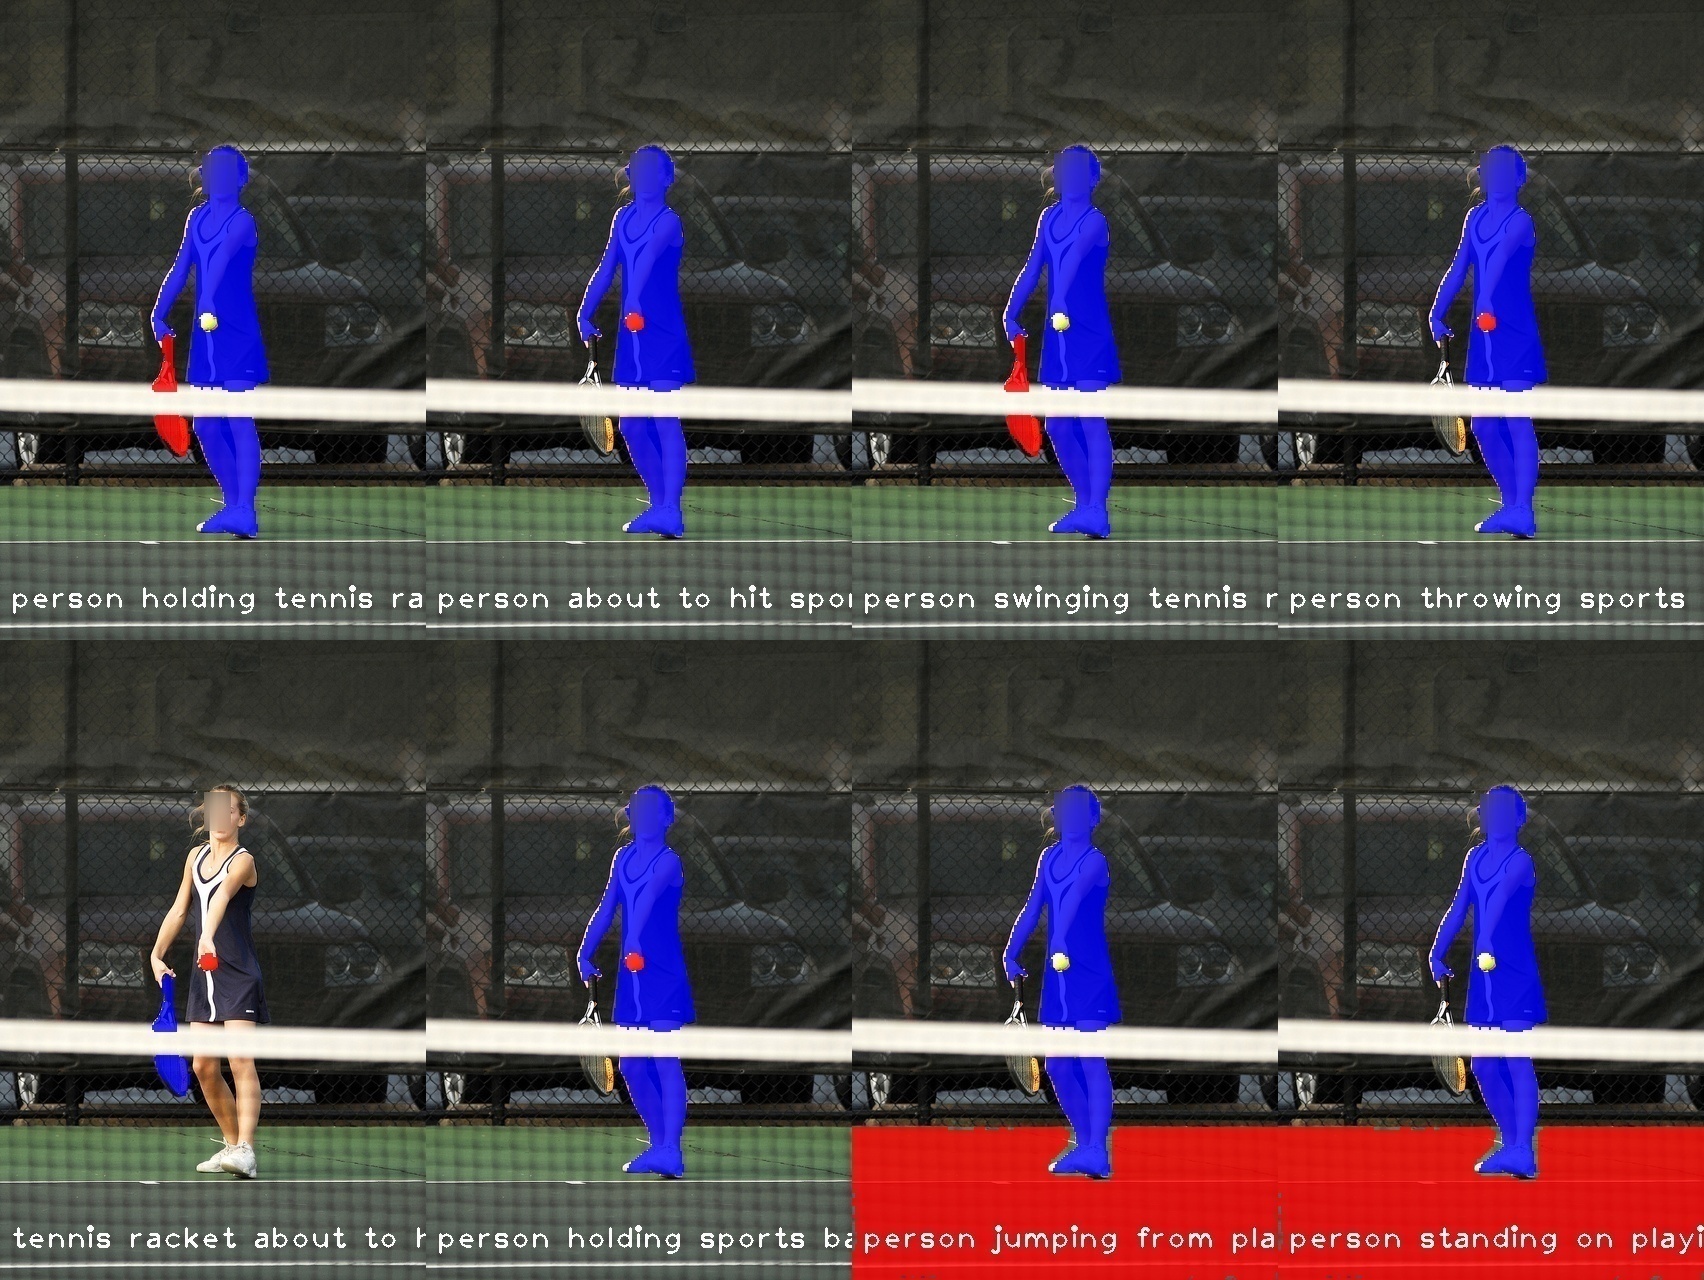 person holding tennis ra
person about to hit spor
person swinging tennis r
person throwing sports
tennis racket about to h
person holding sports ba
person jumping from pla
person standing on playi